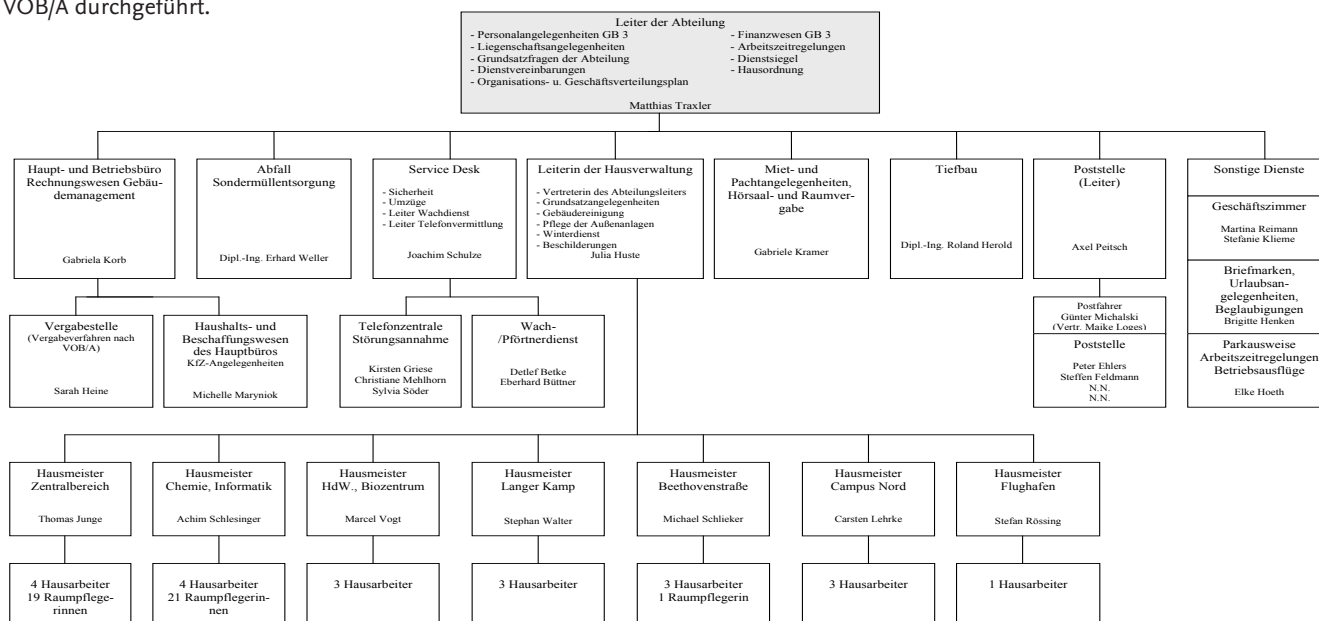 VOB/A durchgeführt.
Leiter der Abteilung
- Personalangelegenheiten GB 3
- Liegenschaftsangelegenheiten
- Grundsatzfragen der Abteilung
- Dienstvereinbarungen
- Organisations- u. Geschäftsverteilungsplan
- Finanzwesen GB 3
- Arbeitszeitregelungen
- Dienstsiegel
- Hausordnung
Matthias Traxler
Haupt- und Betriebsbüro
Rechnungswesen Gebäu-
demanagement
Gabriela Korb
Abfall
Sondermüllentsorgung
Dipl.-Ing. Erhard Weller
Service Desk
- Sicherheit
- Umzüge
- Leiter Wachdienst
- Leiter Telefonvermittlung
Joachim Schulze
Leiterin der Hausverwaltung
- Vertreterin des Abteilungsleiters
- Grundsatzangelegenheiten
- Gebäudereinigung
- Pflege der Außenanlagen
- Winterdienst
- Beschilderungen
Julia Huste
Miet- und
Pachtangelegenheiten,
Hörsaal- und Raumver-
gabe
Gabriele Kramer
Tiefbau
Dipl.-Ing. Roland Herold
Poststelle
(Leiter)
Axel Peitsch
Sonstige Dienste
Geschäftszimmer
Martina Reimann
Stefanie Klieme
Briefmarken,
Urlaubsan-
gelegenheiten,
Beglaubigungen
Brigitte Henken
Parkausweise
Arbeitszeitregelungen
Betriebsausflüge
Elke Hoeth
Vergabestelle
(Vergabeverfahren nach
VOB/A)
Sarah Heine
Haushalts- und
Beschaffungswesen
des Hauptbüros
KfZ-Angelegenheiten
Michelle Maryniok
Telefonzentrale
Störungsannahme
Kirsten Griese
Christiane Mehlhorn
Sylvia Söder
Wach-
/Pförtnerdienst
Detlef Betke
Eberhard Büttner
Postfahrer
Günter Michalski
(Vertr. Maike Loges)
Poststelle
Peter Ehlers
Steffen Feldmann
N.N.
N.N.
Hausmeister
Zentralbereich
Thomas Junge
Hausmeister
Chemie, Informatik
Achim Schlesinger
Hausmeister
HdW., Biozentrum
Marcel Vogt
Hausmeister
Langer Kamp
Stephan Walter
Hausmeister
Beethovenstraße
Michael Schlieker
Hausmeister
Campus Nord
Carsten Lehrke
Hausmeister
Flughafen
Stefan Rössing
4 Hausarbeiter
19 Raumpflege-
rinnen
4 Hausarbeiter
21 Raumpflegerin-
nen
3 Hausarbeiter
3 Hausarbeiter
3 Hausarbeiter
1 Raumpflegerin
3 Hausarbeiter
1 Hausarbeiter